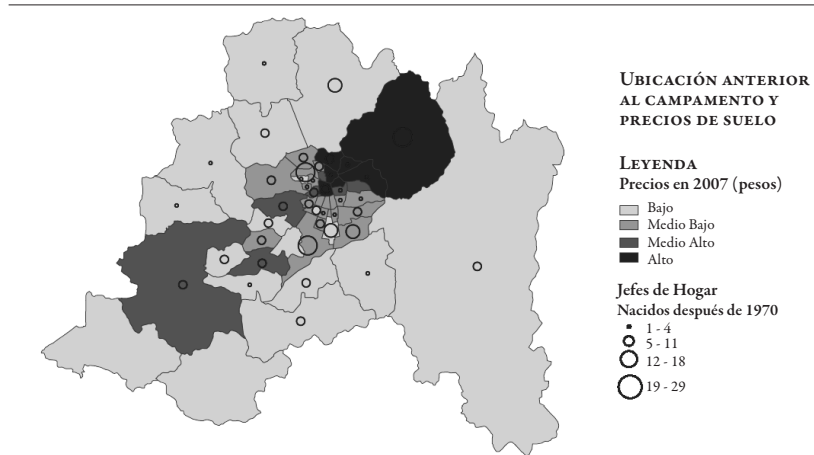 UBICACIÓN ANTERIOR
AL CAMPAMENTO Y
PRECIOS DE SUELO
LEYENDA
Precios en 2007 (pesos)
Bajo
Medio Bajo
Medio Alto
Alto
Jefes de Hogar
Nacidos después de 1970
1 - 4
5 - 11
12 - 18
19 - 29